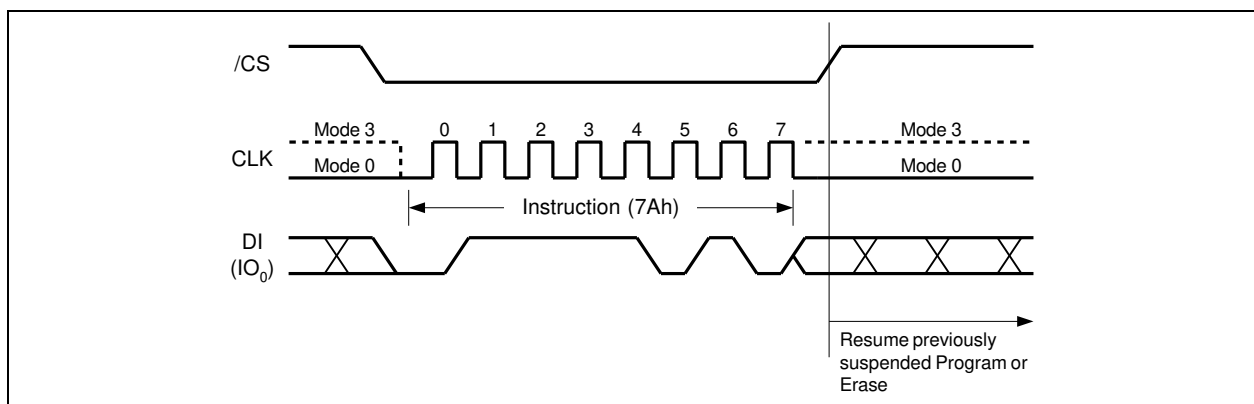 /CS
Mode 3
0 1 2 3 4 5 6 7
Mode 3
CLK
Mode 0
Mode 0
Instruction (7Ah)
DI
(IO0)
Resume previously
suspended Program or
Erase